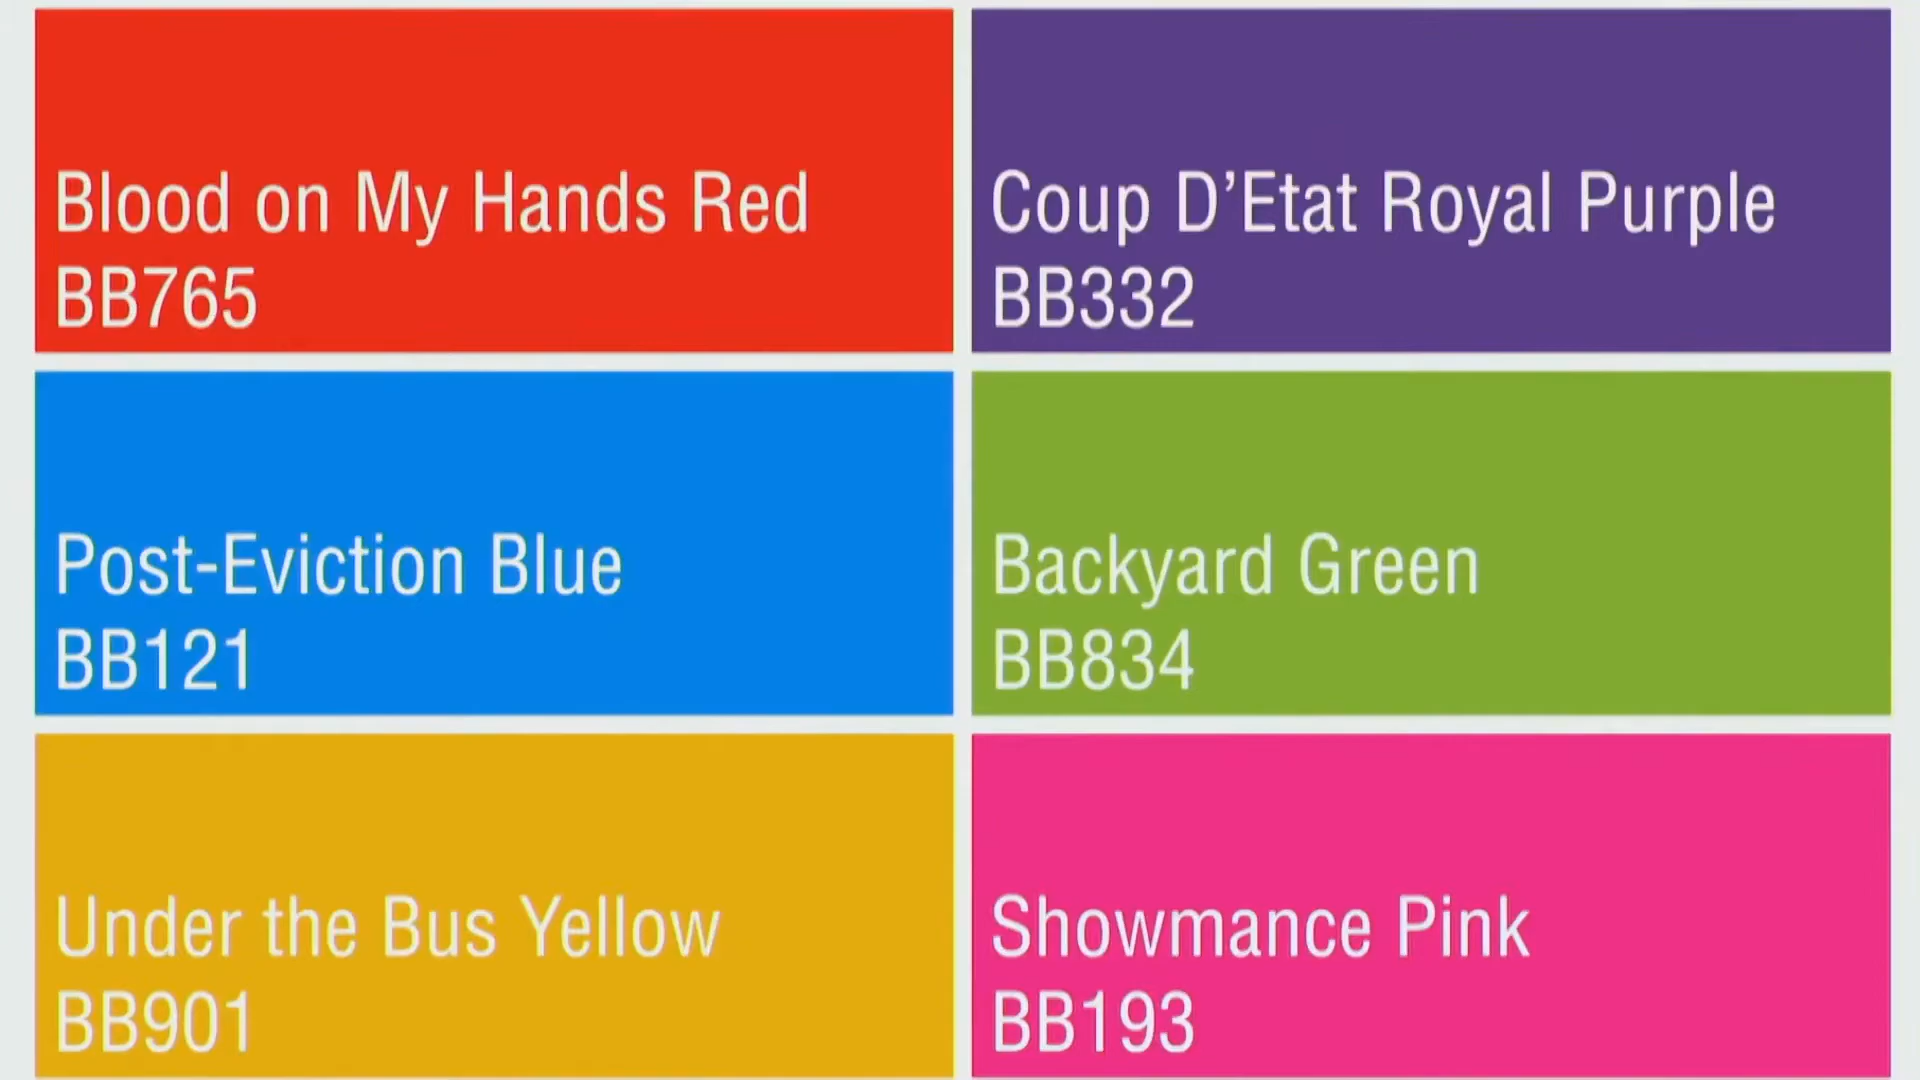 Blood on My Hands Red
BB765
Coup D’Etat Royal Purple
BB332
Post-Eviction Blue
BB121
Backyard Green
BB834
Under the Bus Yellow
BB901
Showmance Pink
BB193